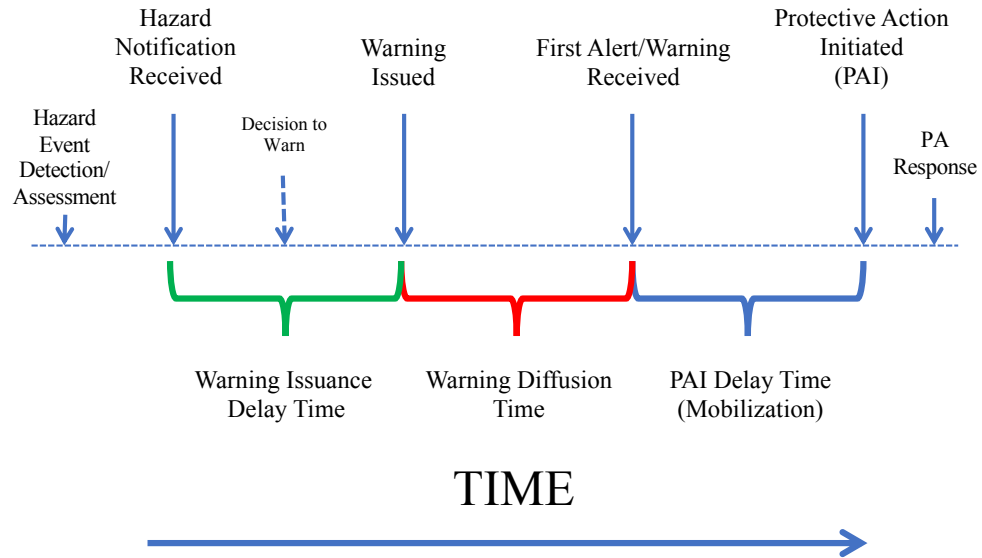 Hazard
Notification
Received
Warning
Issued
First Alert/Warning
Received
Protective Action
Initiated
(PAI)
Hazard
Event
Detection/
Assessment
Decision to
Warn
PA
Response
Warning Issuance
Delay Time
Warning Diffusion
Time
PAI Delay Time
(Mobilization)
TIME